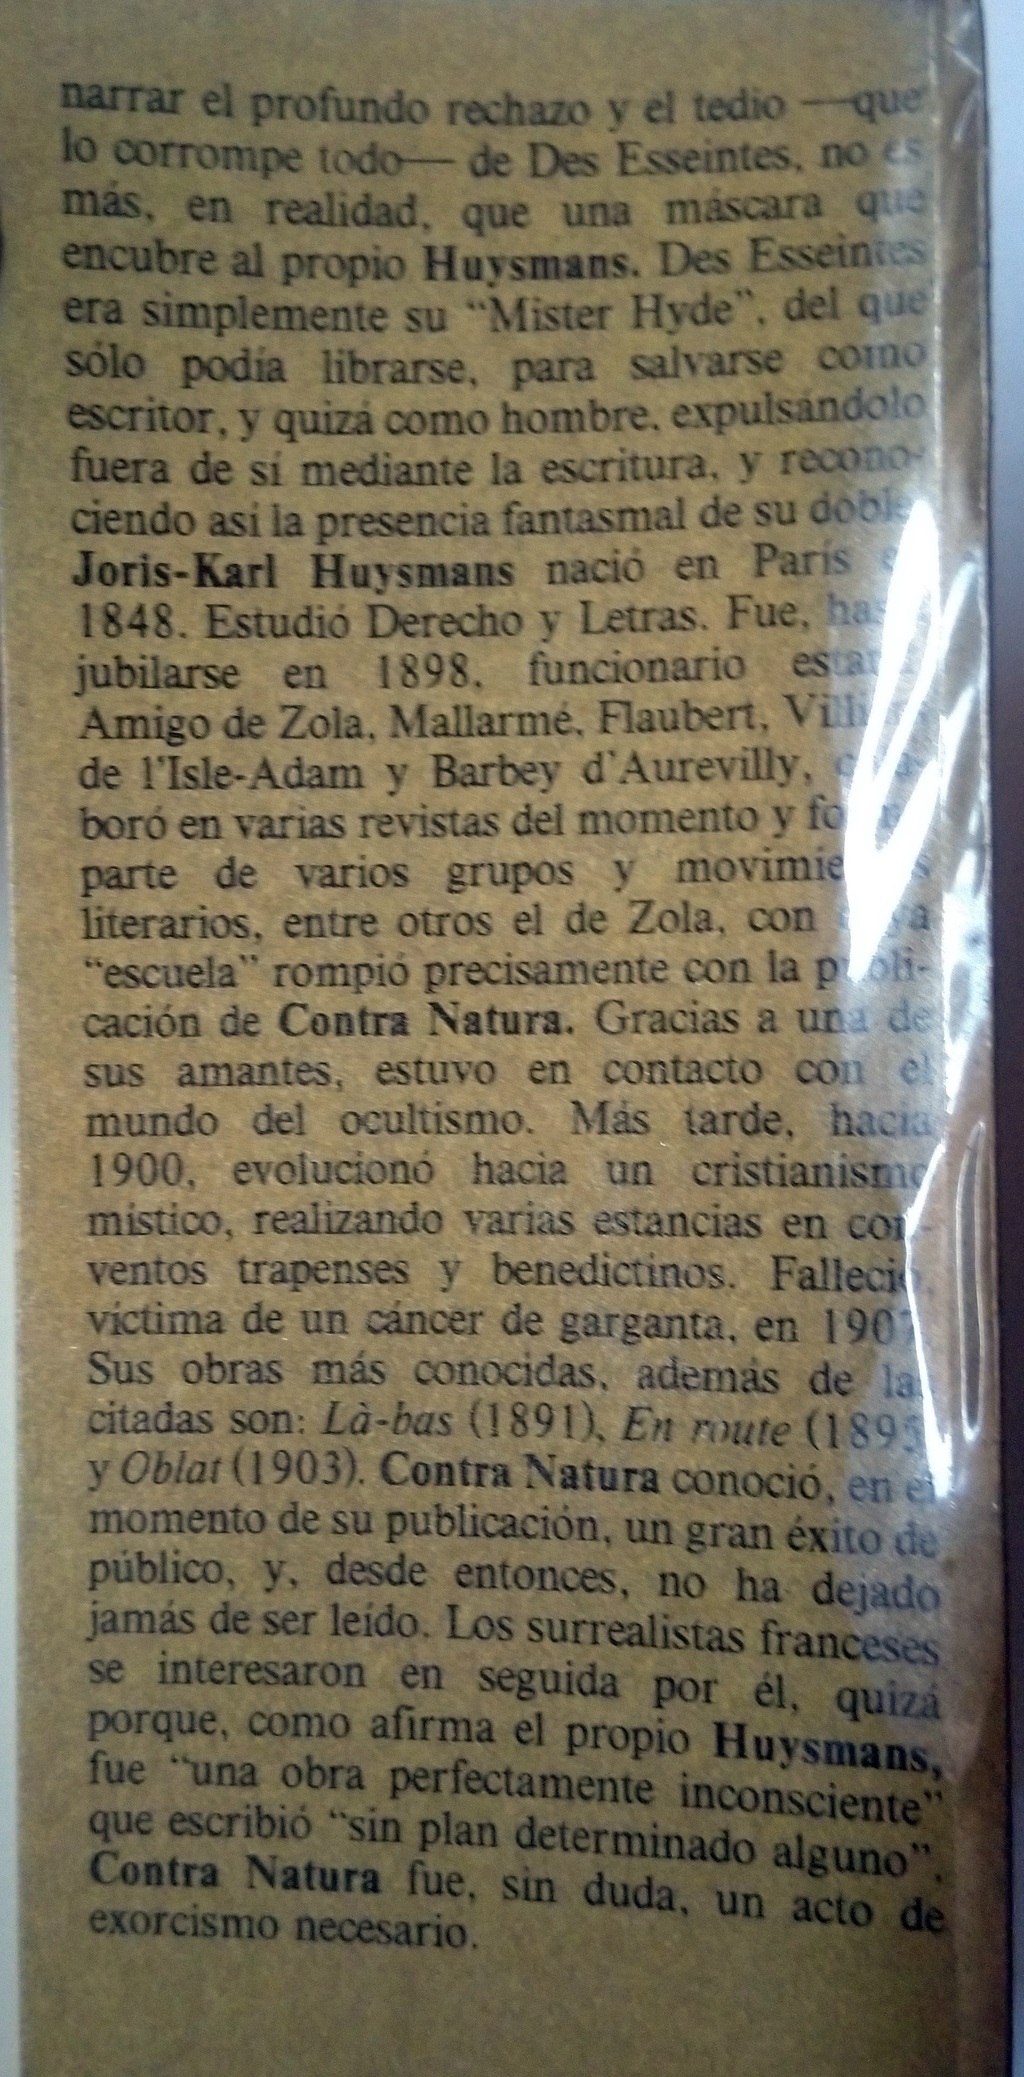 narrar el profundo rechazo y el tedio —que
lo corrompe todo— de Des Esseintes, no es
más, en realidad, que una máscara que
encubre al propio Huysmans. Des Esseintes
era simplemente su “Mister Hyde”, del que
sólo podía librarse, para salvarse como
escritor, y quizá como hombre, expulsándolo
fuera de sí mediante la escritura, y recono-
ciendo así la presencia fantasmal de su doble.
Joris-Karl Huysmans nació en París
1848. Estudió Derecho y Letras. Fue,
jubilarse en 1898, funcionario
Amigo de Zola, Mallarmé, Flaubert,
de l'Isle-Adam y Barbey d'Aurevilly,
boró en varias revistas del momento y
parte de varios grupos y
literarios, entre otros el de Zola, con
“escuela” rompió precisamente con la publi-
cación de Contra Natura. Gracias a una de
sus amantes, estuvo en contacto con el
mundo del ocultismo. Más tarde, hacia
1900, evolucionó hacia un cristianismo
místico, realizando varias estancias en con-
ventos trapenses y benedictinos. Falleció,
víctima de un cáncer de garganta, en 1907.
Sus obras más conocidas, además de las
citadas son: Là-bas (1891), En route (1895)
y Oblat (1903). Contra Natura conoció, en el
momento de su publicación, un gran éxito de
público, y, desde entonces, no ha dejado
jamás de ser leído. Los surrealistas franceses
se interesaron en seguida por él, quizá
porque, como afirma el propio Huysmans,
fue “una obra perfectamente inconsciente”
que escribió “sin plan determinado alguno”.
Contra Natura fue, sin duda, un acto de
exorcismo necesario.